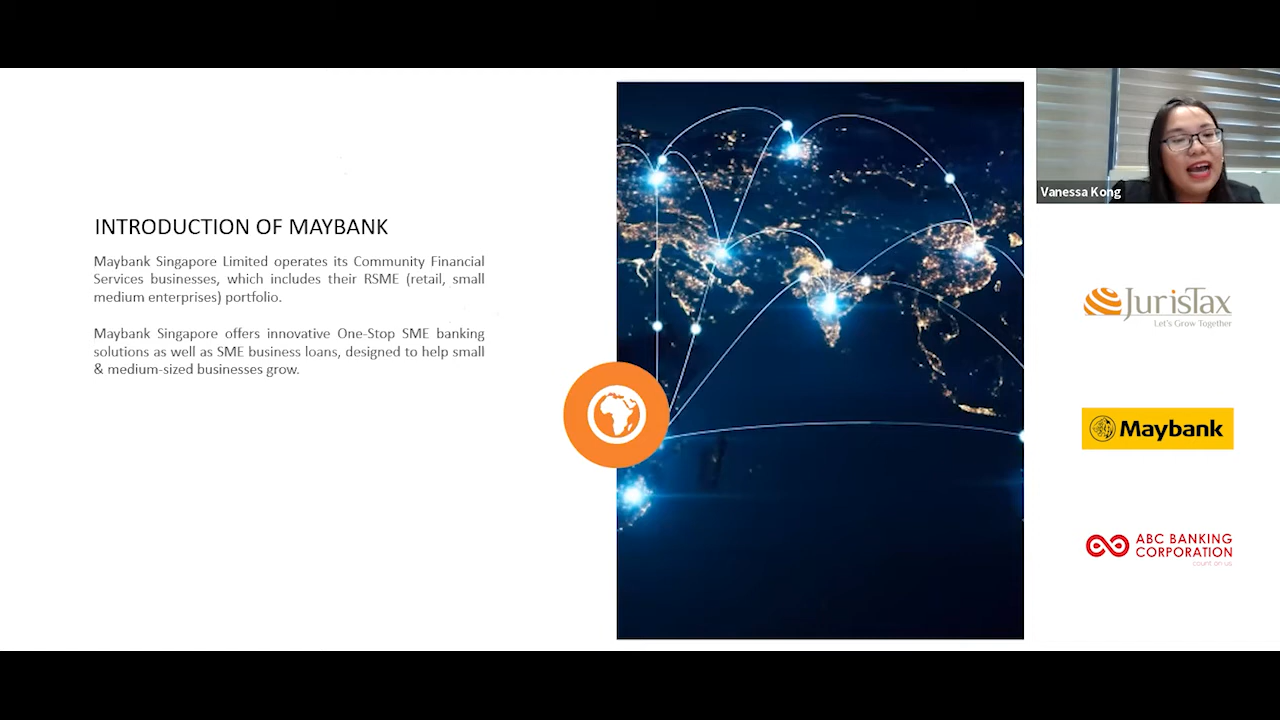 INTRODUCTION OF MAYBANK
Maybank Singapore Limited operates its Community Financial
Services businesses, which includes their RSME (retail, small
medium enterprises) portfolio.
Maybank Singapore offers innovative One-Stop SME banking
solutions as well as SME business loans, designed to help small
& medium-sized businesses grow.
Vanessa Kong
JurisTax
Let's Grow Together
Maybank
ABC BANKING
CORPORATION
count on us